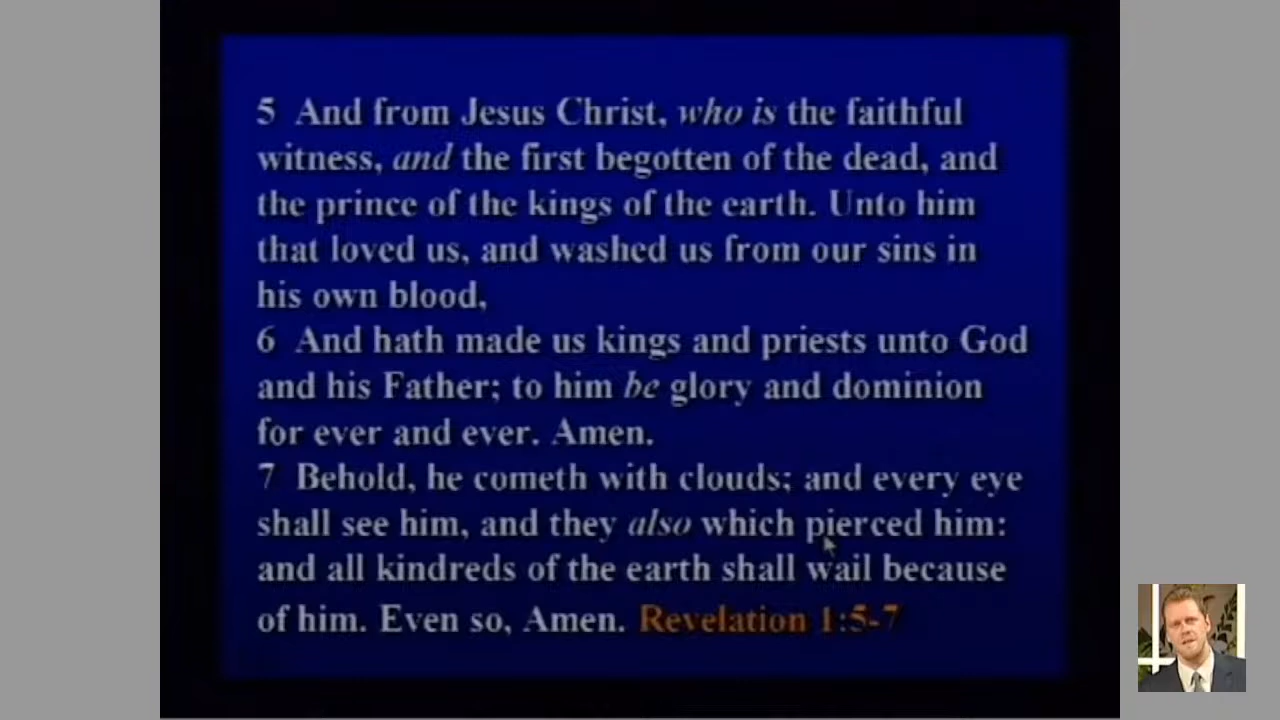 5 And from Jesus Christ, who is the faithful
witness, and the first begotten of the dead, and
the prince of the kings of the earth. Unto him
that loved us, and washed us from our sins in
his own blood,
6 And hath made us kings and priests unto God
and his Father; to him be glory and dominion
for ever and ever. Amen.
7 Behold, he cometh with clouds; and every eye
shall see him, and they also which pierced him:
and all kindreds of the earth shall wail because
of him. Even so, Amen. Revelation 1:5-7